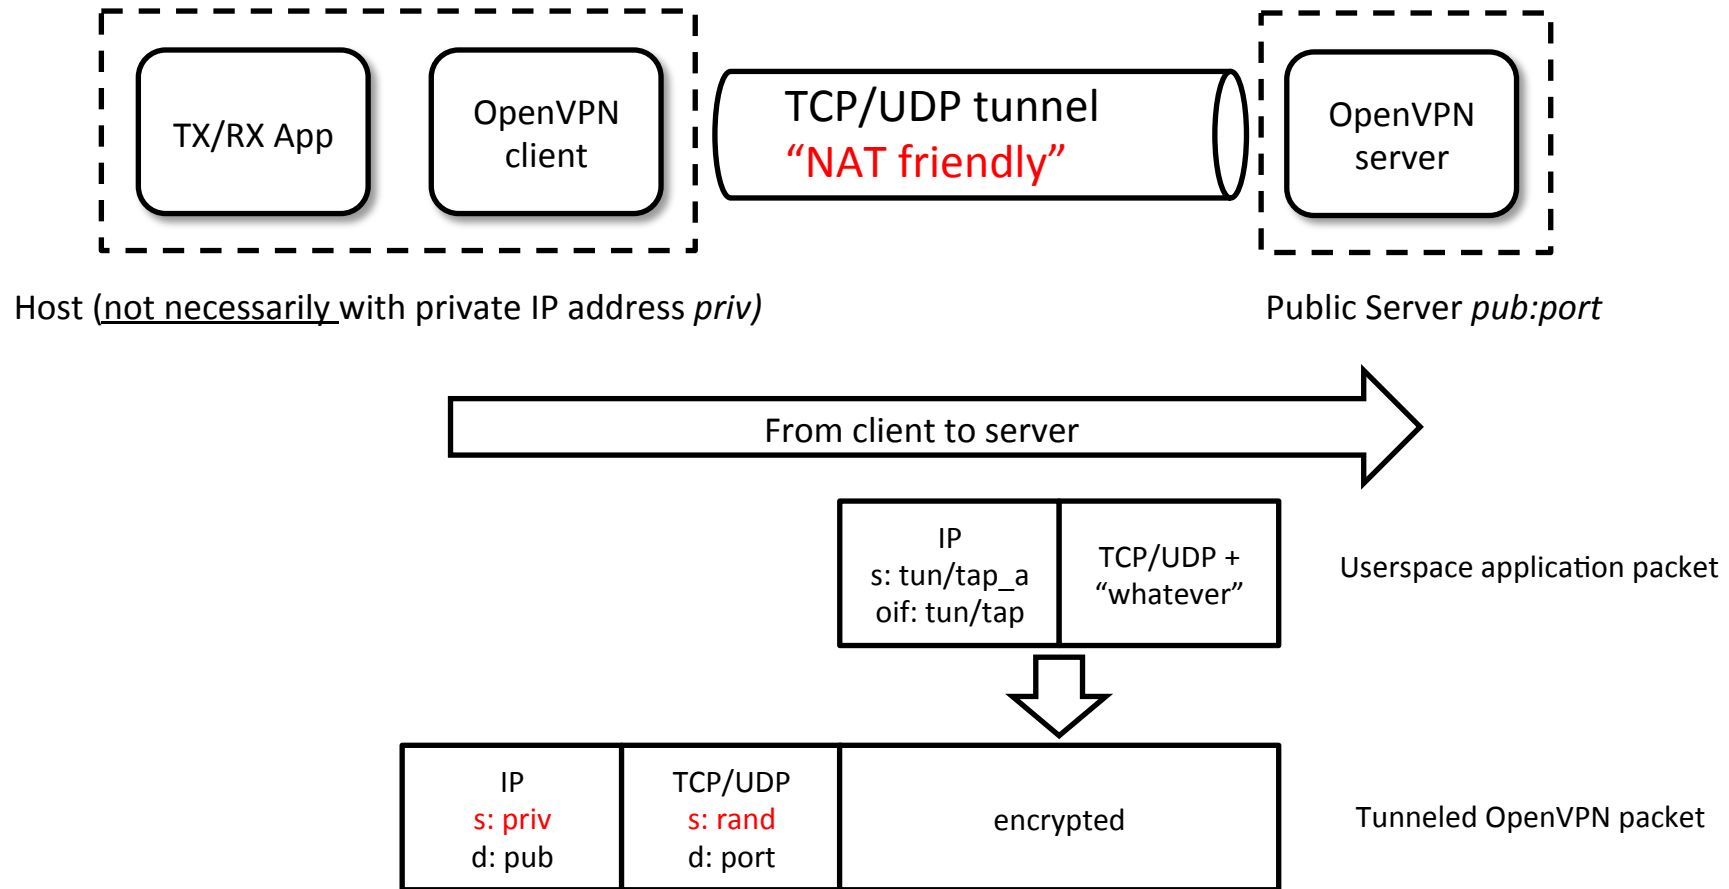 TX/RX App
OpenVPN
client
TCP/UDP tunnel
“NAT friendly”
OpenVPN
server
Host (not necessarily with private IP address priv)
Public Server pub:port
From client to server
IP
s: tun/tap_a
oif: tun/tap
TCP/UDP +
“whatever”
Userspace application packet
IP
s: priv
d: pub
TCP/UDP
s: rand
d: port
encrypted
Tunneled OpenVPN packet